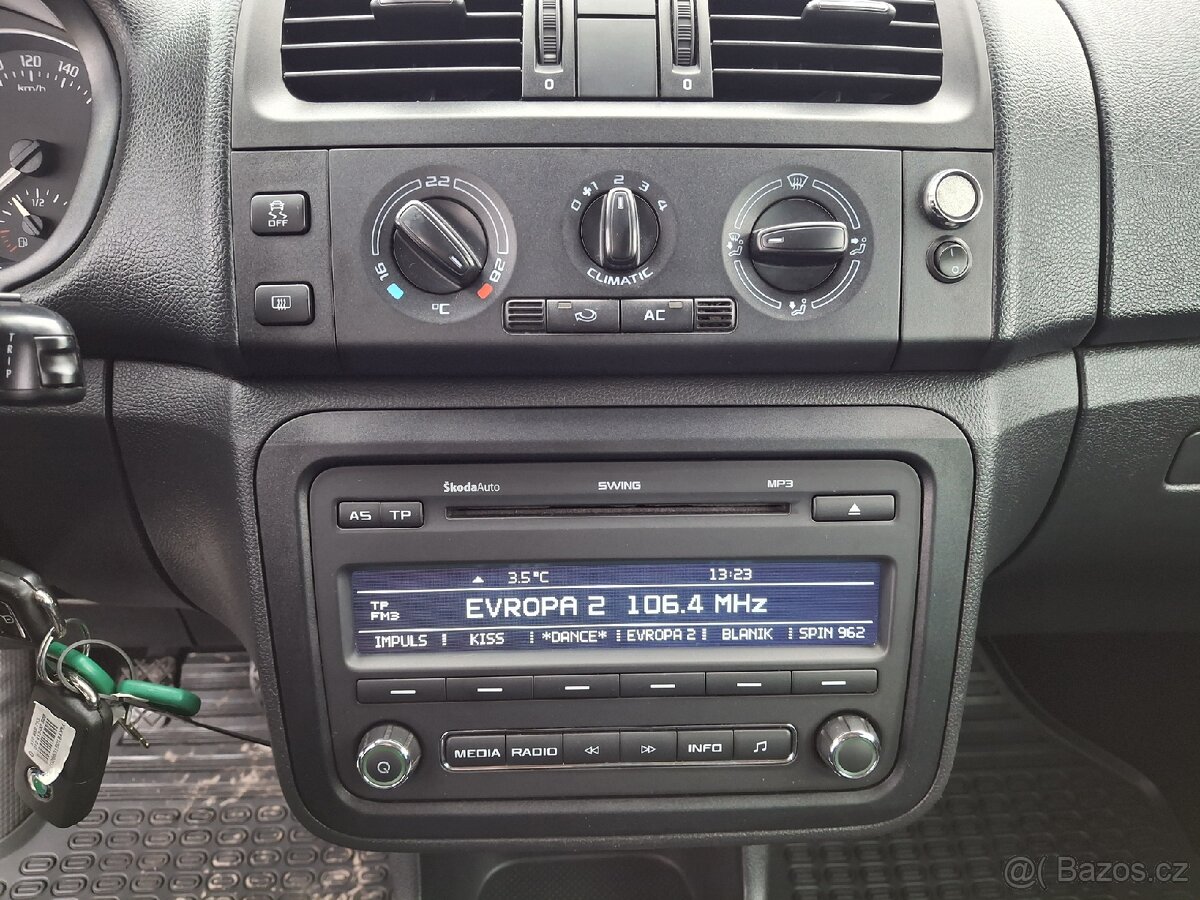 120 140
km/h
1/2
0 0
OFF
22
16 28
°C
0 1 2 3 4
CLIMATIC
AC
0
TRIP
ŠkodaAuto SWING MP3
AS TP
3.5°C 13:23
TP
FM3
EVROPA 2 106.4 MHz
IMPULS KISS *DANCE* EVROPA 2 BLANIK SPIN 962
MEDIA RADIO INFO
@( Bazos.cz